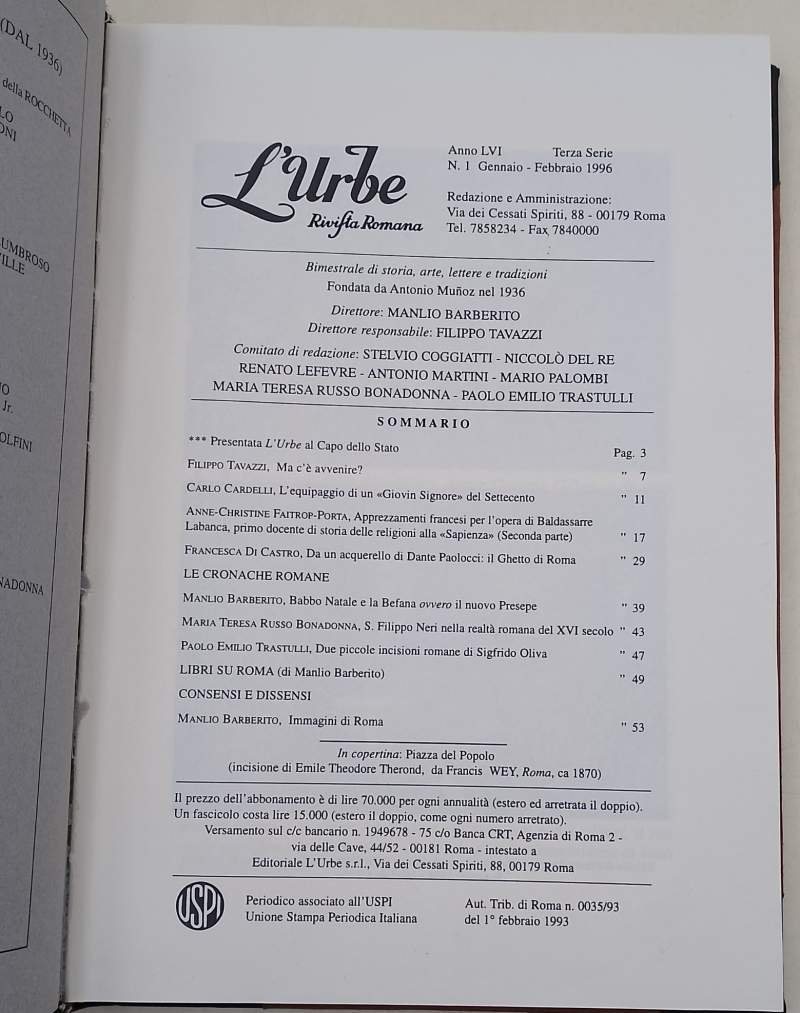 (DAL 1936)
della ROCCHETTA
UMBROSO
Jr.
OLFINI
NADONNA
L'Urbe
Rivista Romana
Anno LVI Terza Serie
N. 1 Gennaio - Febbraio 1996
Redazione e Amministrazione:
Via dei Cessati Spiriti, 88 - 00179 Roma
Tel. 7858234 - Fax 7840000
Bimestrale di storia, arte, lettere e tradizioni
Fondata da Antonio Muñoz nel 1936
Direttore: MANLIO BARBERITO
Direttore responsabile: FILIPPO TAVAZZI
Comitato di redazione: STELVIO COGGIATTI - NICCOLÒ DEL RE
RENATO LEFEVRE - ANTONIO MARTINI - MARIO PALOMBI
MARIA TERESA RUSSO BONADONNA - PAOLO EMILIO TRASTULLI
SOMMARIO
*** Presentata L'Urbe al Capo dello Stato Pag. 3
FILIPPO TAVAZZI, Ma c'è avvenire? " 7
CARLO CARDELLI, L'equipaggio di un «Giovin Signore» del Settecento " 11
ANNE-CHRISTINE FAITROP-PORTA, Apprezzamenti francesi per l'opera di Baldassarre
Labanca, primo docente di storia delle religioni alla «Sapienza» (Seconda parte) " 17
FRANCESCA DI CASTRO, Da un acquerello di Dante Paolocci: il Ghetto di Roma " 29
LE CRONACHE ROMANE
MANLIO BARBERITO, Babbo Natale e la Befana ovvero il nuovo Presepe " 39
MARIA TERESA RUSSO BONADONNA, S. Filippo Neri nella realtà romana del XVI secolo " 43
PAOLO EMILIO TRASTULLI, Due piccole incisioni romane di Sigfrido Oliva " 47
LIBRI SU ROMA (di Manlio Barberito) " 49
CONSENSI E DISSENSI
MANLIO BARBERITO, Immagini di Roma " 53
In copertina: Piazza del Popolo
(incisione di Emile Theodore Therond, da Francis WEY, Roma, ca 1870)
Il prezzo dell'abbonamento è di lire 70.000 per ogni annualità (estero ed arretrata il doppio).
Un fascicolo costa lire 15.000 (estero il doppio, come ogni numero arretrato).
Versamento sul c/c bancario n. 1949678 - 75 c/o Banca CRT, Agenzia di Roma 2 -
via delle Cave, 44/52 - 00181 Roma - intestato a
Editoriale L'Urbe s.r.l., Via dei Cessati Spiriti, 88, 00179 Roma
USPI
Periodico associato all'USPI
Unione Stampa Periodica Italiana
Aut. Trib. di Roma n. 0035/93
del 1° febbraio 1993